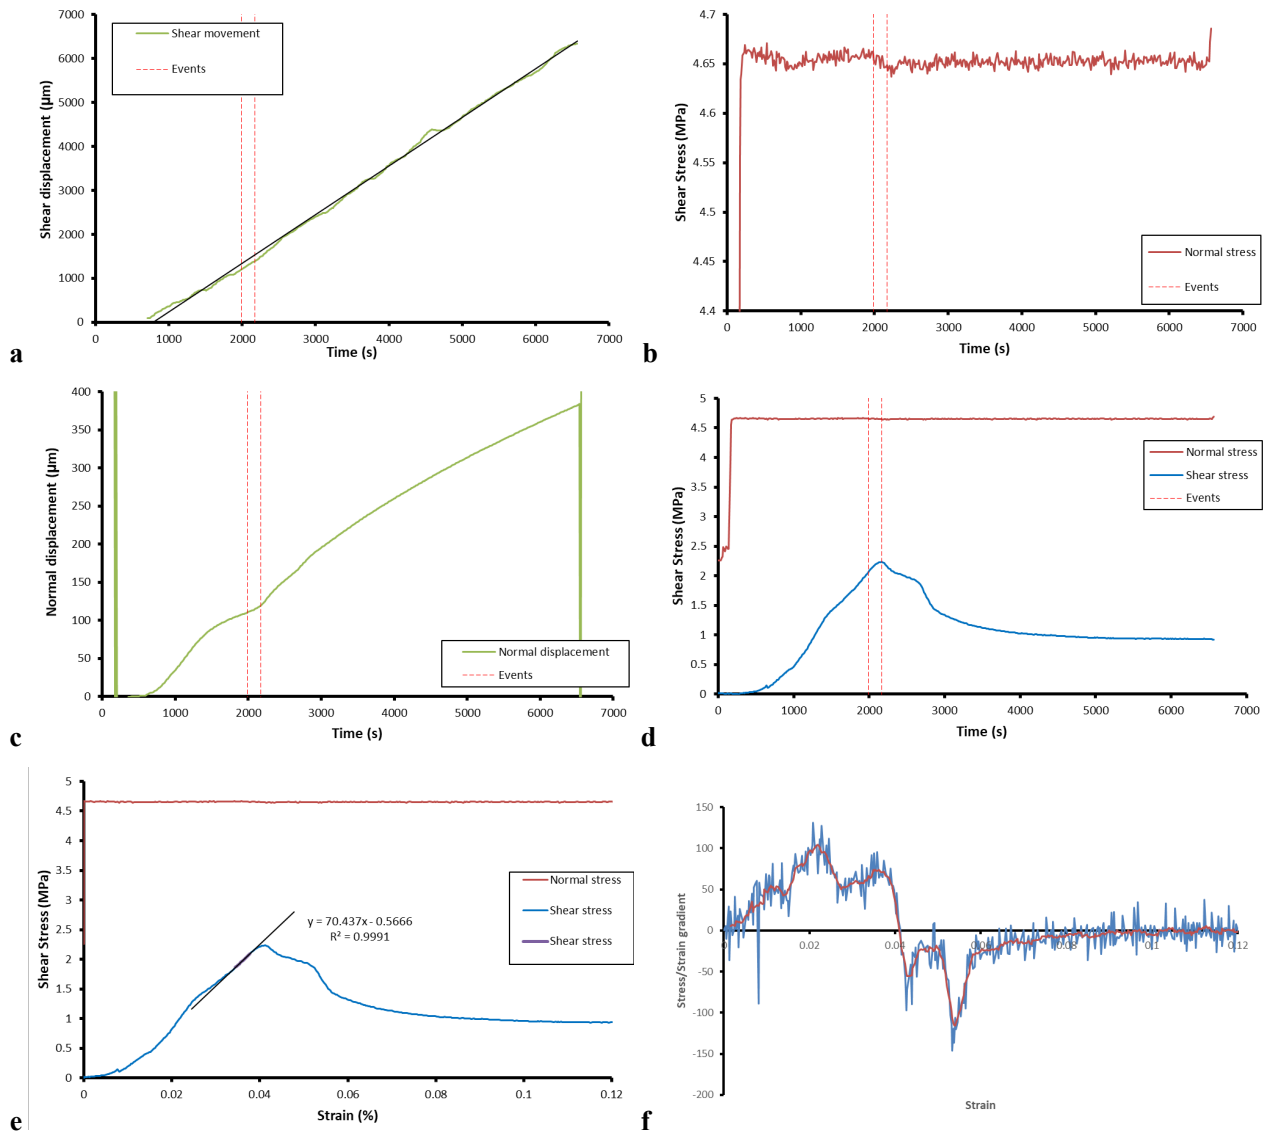 7000
6000
5000
4000
3000
2000
1000
0
Shear displacement (µm)
Shear movement
Events
0 1000 2000 3000 4000 5000 6000 7000
Time (s)
a
4.7
4.65
4.6
4.55
4.5
4.45
4.4
Shear Stress (MPa)
Normal stress
Events
0 1000 2000 3000 4000 5000 6000 7000
Time (s)
b
400
350
300
250
200
150
100
50
0
Normal displacement (µm)
Normal displacement
Events
0 1000 2000 3000 4000 5000 6000 7000
Time (s)
c
5
4.5
4
3.5
3
2.5
2
1.5
1
0.5
0
Shear Stress (MPa)
Normal stress
Shear stress
Events
0 1000 2000 3000 4000 5000 6000 7000
Time (s)
d
5
4.5
4
3.5
3
2.5
2
1.5
1
0.5
0
Shear Stress (MPa)
Normal stress
Shear stress
Shear stress
y = 70.437x - 0.5666
R² = 0.9991
0 0.02 0.04 0.06 0.08 0.1 0.12
Strain (%)
e
150
100
50
0
-50
-100
-150
-200
Stress/Strain gradient
0 0.02 0.04 0.06 0.08 0.1 0.12
Strain
f